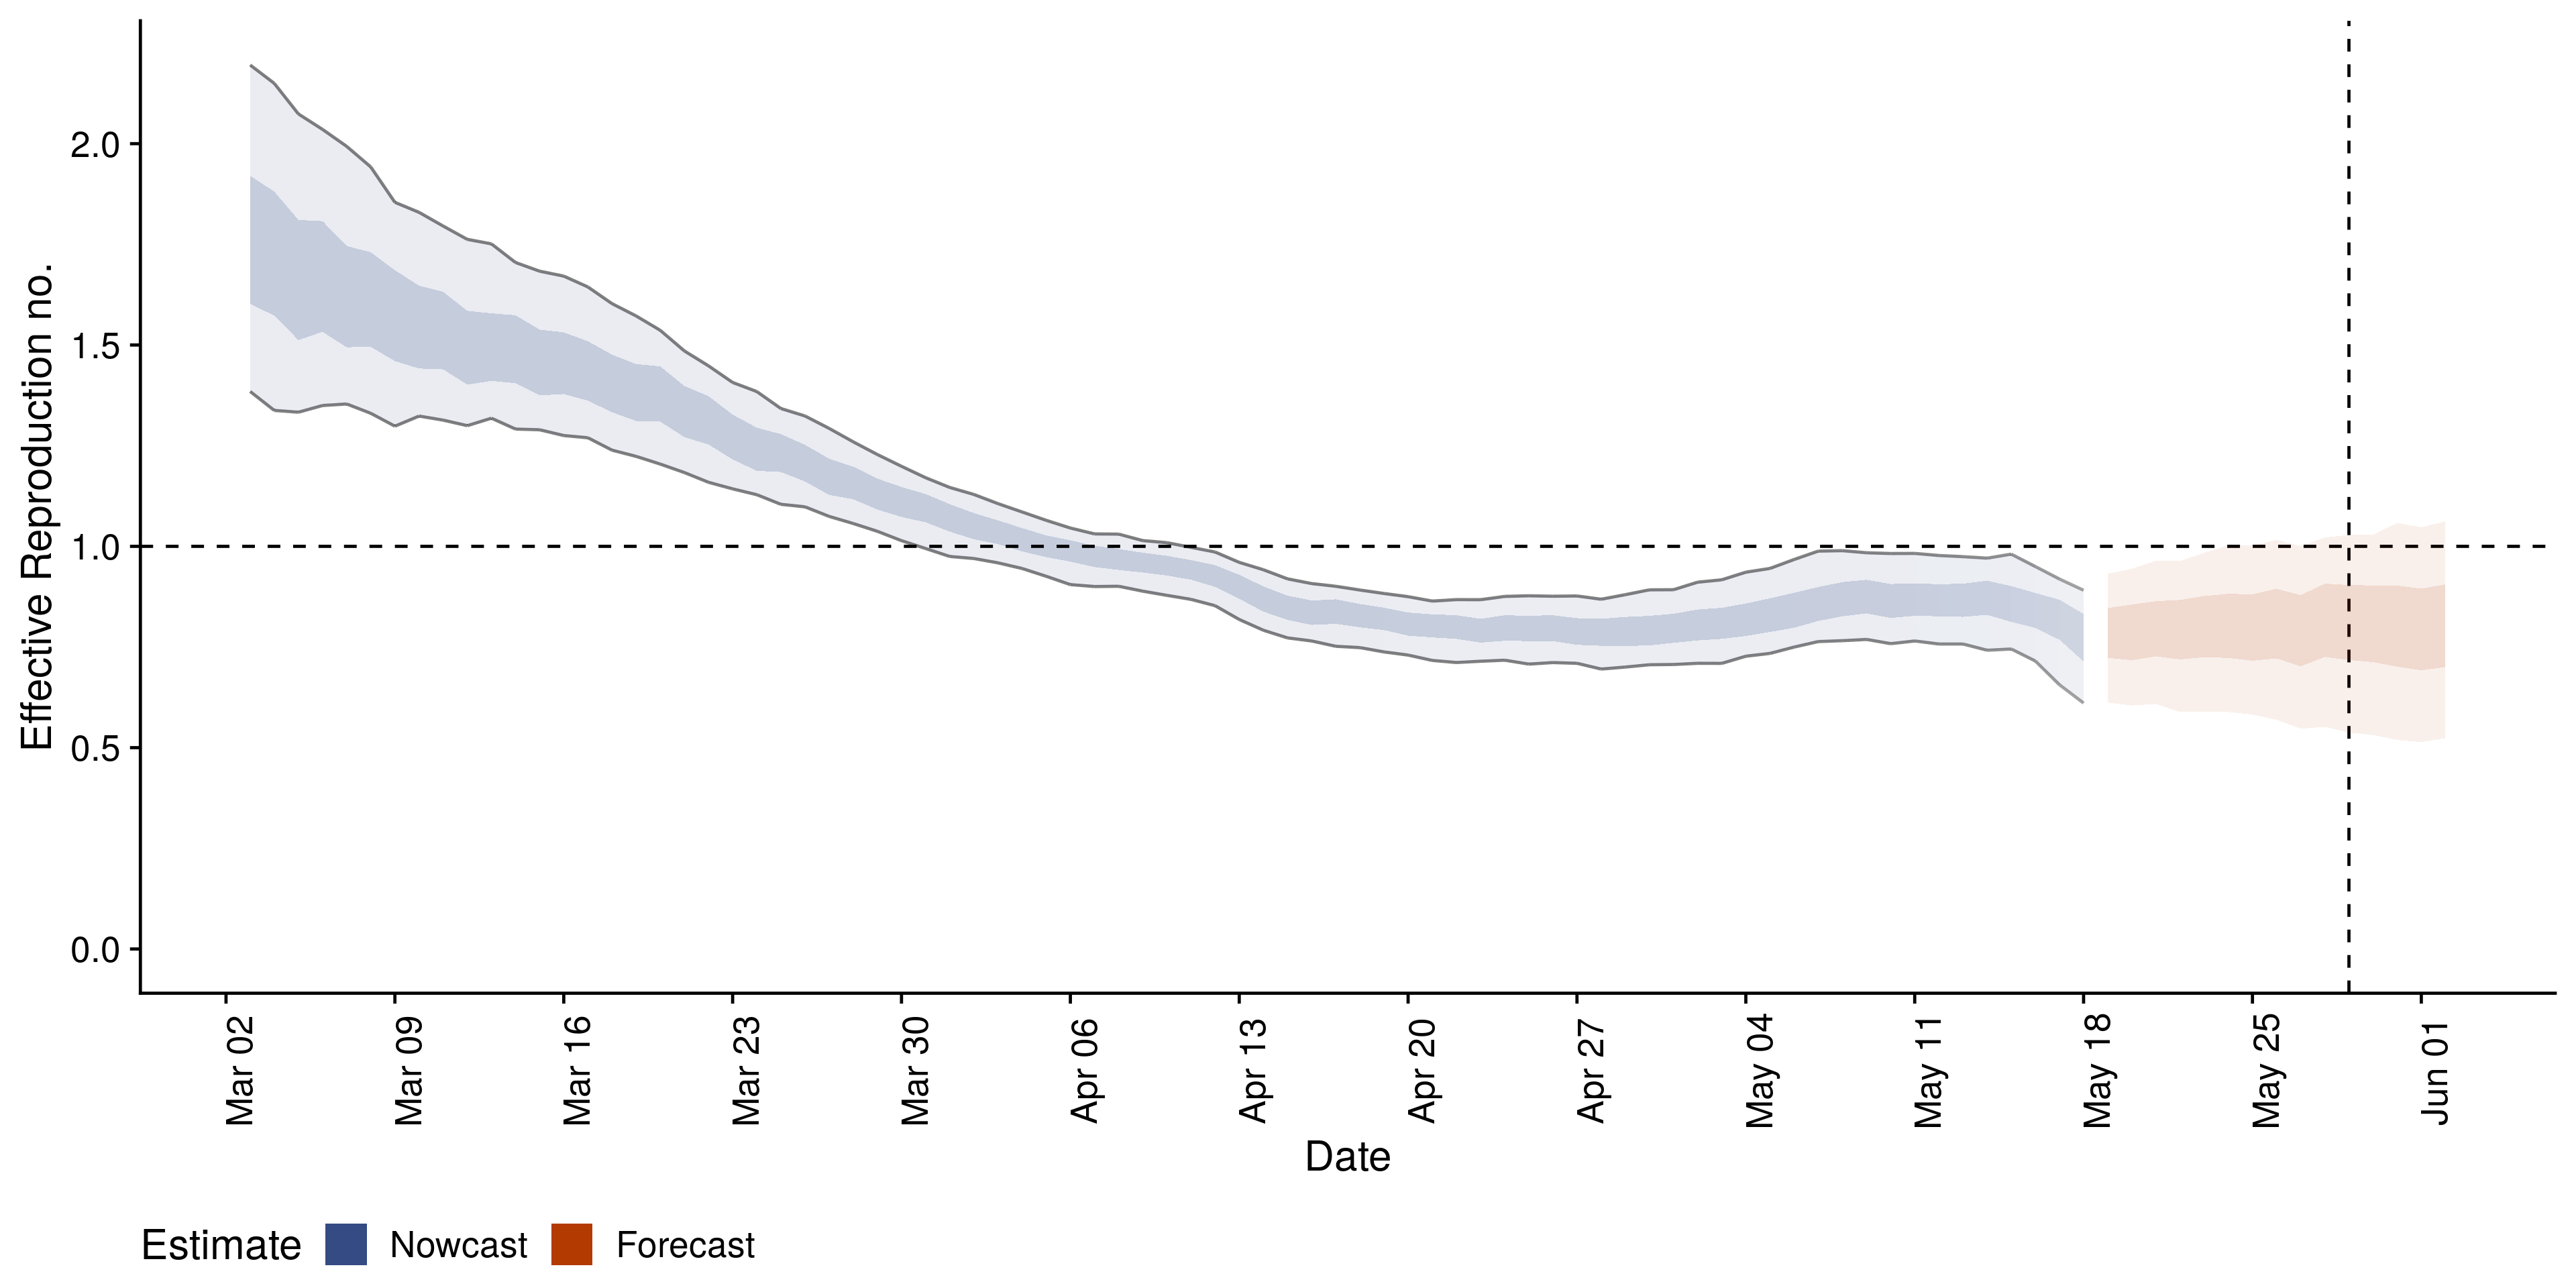 Effective Reproduction no.
2.0
1.5
1.0
0.5
0.0
Mar 02
Mar 09
Mar 16
Mar 23
Mar 30
Apr 06
Apr 13
Apr 20
Apr 27
May 04
May 11
May 18
May 25
Jun 01
Date
Estimate Nowcast Forecast